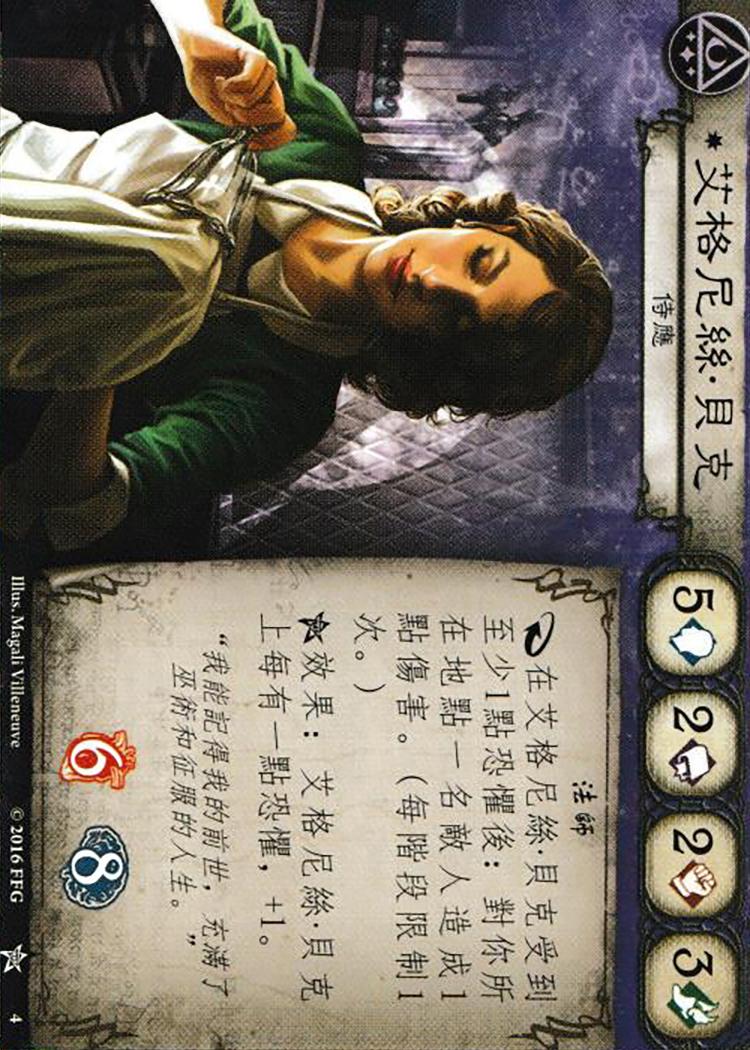 艾格尼絲·貝克
侍應
5
2
2
3
法師
在艾格尼絲·貝克受到
至少1點恐懼後：對你所
在地點一名敵人造成1
點傷害。（每階段限制1
次。）
效果：艾格尼絲·貝克
上每有一點恐懼，+1。
“我能記得我的前世，充滿了
巫術和征服的人生。”
6
8
Illus. Magali Villeneuve
© 2016 FFG
4